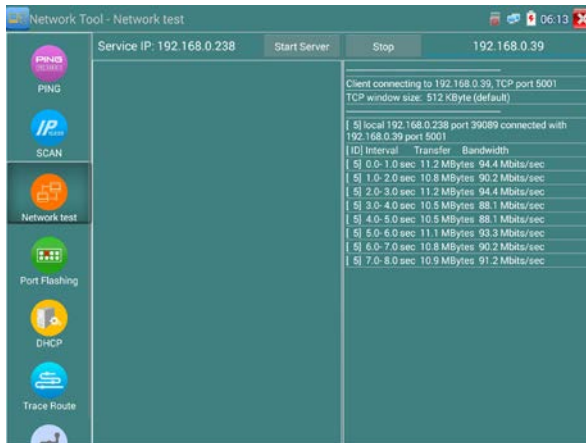 Network Tool - Network test
06:13
Service IP: 192.168.0.238
Start Server
Stop
192.168.0.39
PING
PING
SCAN
Network test
Port Flashing
DHCP
Trace Route
Client connecting to 192.168.0.39, TCP port 5001
TCP window size: 512 KByte (default)
[ 5] local 192.168.0.238 port 39089 connected with
192.168.0.39 port 5001
[ ID] Interval Transfer Bandwidth
[ 5] 0.0- 1.0 sec 11.2 MBytes 94.4 Mbits/sec
[ 5] 1.0- 2.0 sec 10.8 MBytes 90.2 Mbits/sec
[ 5] 2.0- 3.0 sec 11.2 MBytes 94.4 Mbits/sec
[ 5] 3.0- 4.0 sec 10.5 MBytes 88.1 Mbits/sec
[ 5] 4.0- 5.0 sec 10.5 MBytes 88.1 Mbits/sec
[ 5] 5.0- 6.0 sec 11.1 MBytes 93.3 Mbits/sec
[ 5] 6.0- 7.0 sec 10.8 MBytes 90.2 Mbits/sec
[ 5] 7.0- 8.0 sec 10.9 MBytes 91.2 Mbits/sec